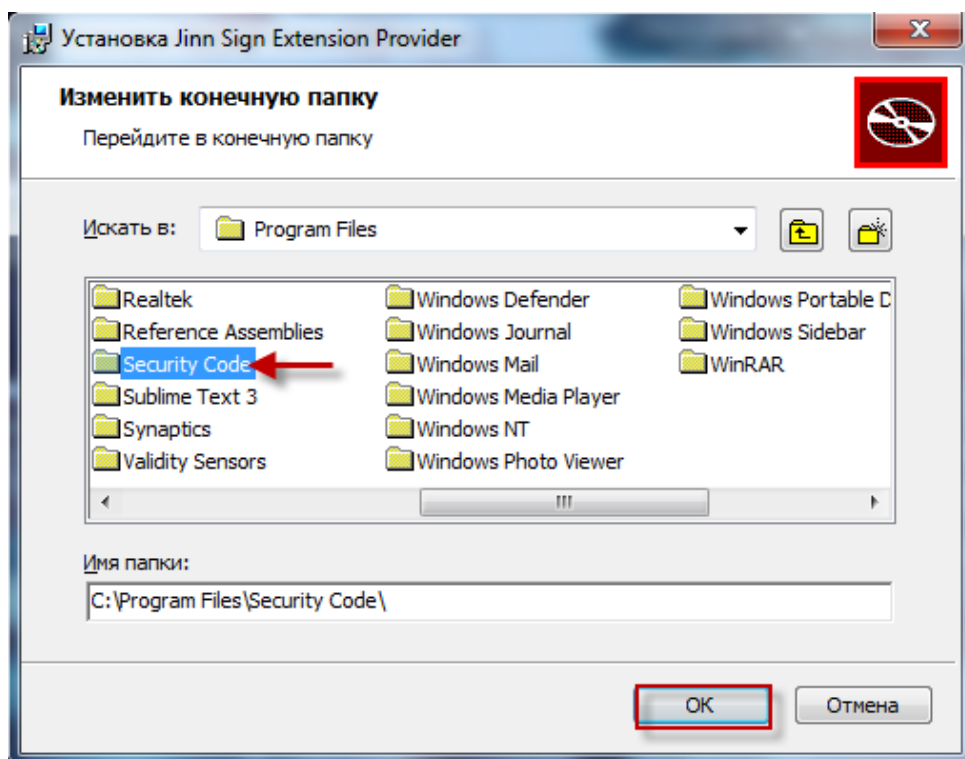 Установка Jinn Sign Extension Provider
Изменить конечную папку
Перейдите в конечную папку
Искать в: Program Files
Realtek Windows Defender Windows Portable D
Reference Assemblies Windows Journal Windows Sidebar
Security Code Windows Mail WinRAR
Sublime Text 3 Windows Media Player
Synaptics Windows NT
Validity Sensors Windows Photo Viewer
Имя папки:
C:\Program Files\Security Code\
OK Отмена